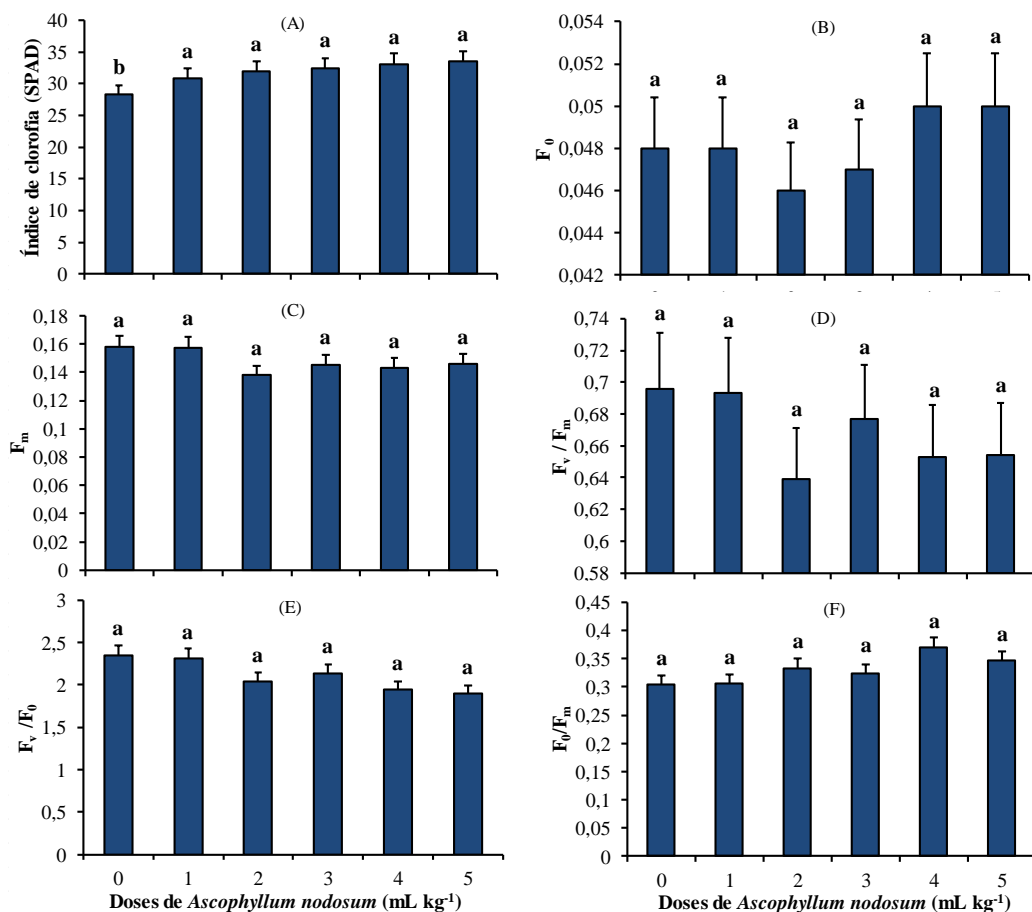 (A)
Índice de clorofia (SPAD)
40
35
30
25
20
15
10
5
0
b a a a a a
(B)
F0
0,054
0,052
0,05
0,048
0,046
0,044
0,042
a a a a a a
(C)
Fm
0,18
0,16
0,14
0,12
0,1
0,08
0,06
0,04
0,02
0
a a a a a a
(D)
Fv / Fm
0,74
0,72
0,7
0,68
0,66
0,64
0,62
0,6
0,58
a a a a a a
(E)
Fv /F0
3
2,5
2
1,5
1
0,5
0
a a a a a a
0 1 2 3 4 5
Doses de Ascophyllum nodosum (mL kg-1)
(F)
F0/Fm
0,45
0,4
0,35
0,3
0,25
0,2
0,15
0,1
0,05
0
a a a a a a
0 1 2 3 4 5
Doses de Ascophyllum nodosum (mL kg-1)